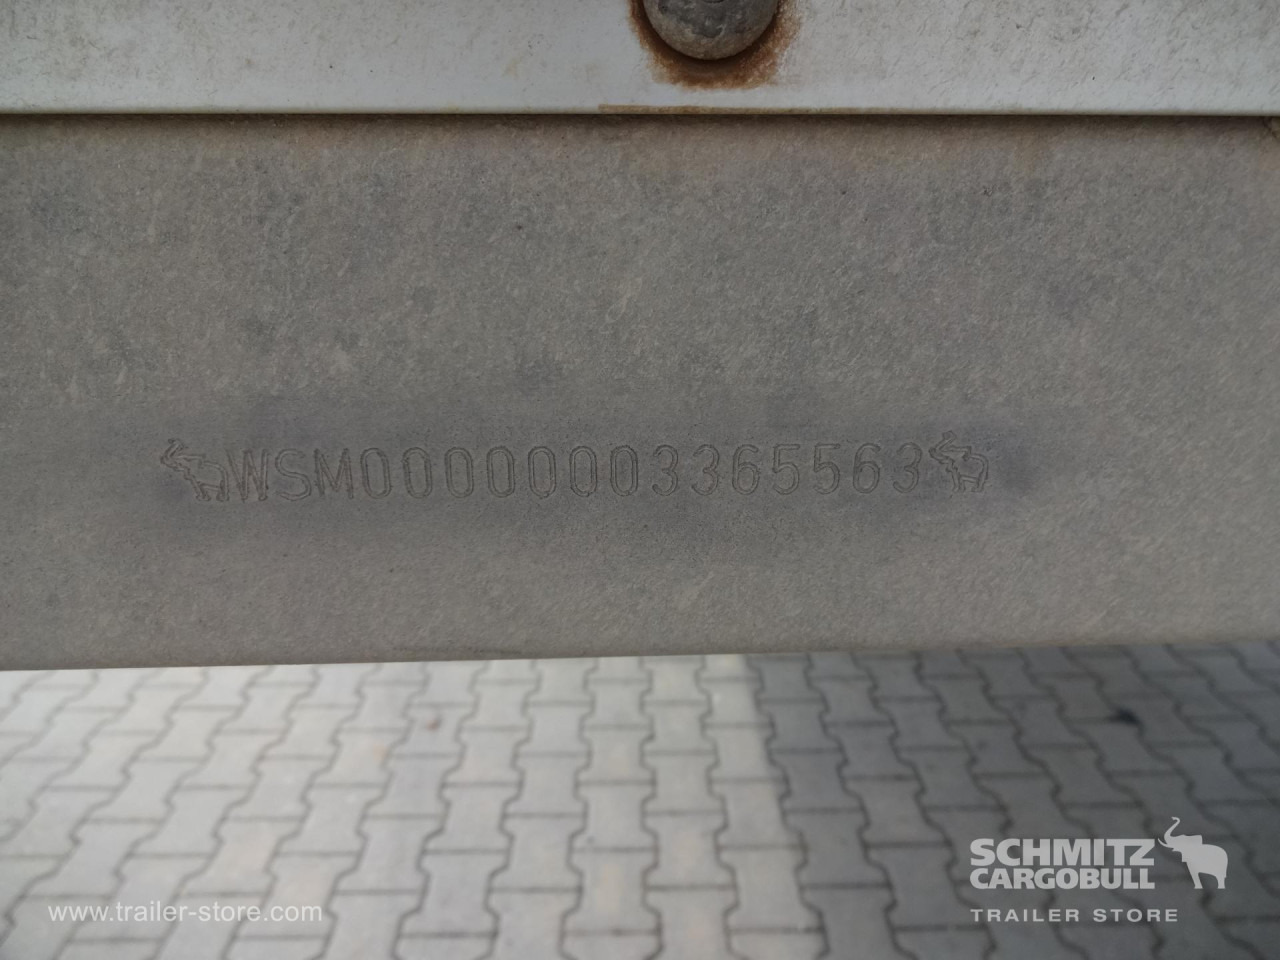 WSM00000003365563
SCHMITZ
CARGOBULL
TRAILER STORE
www.trailer-store.com